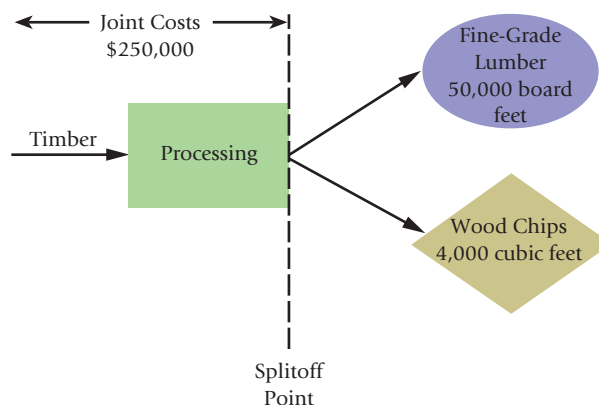 Joint Costs
$250,000
Timber
Processing
Fine-Grade
Lumber
50,000 board
feet
Wood Chips
4,000 cubic feet
Splitoff
Point